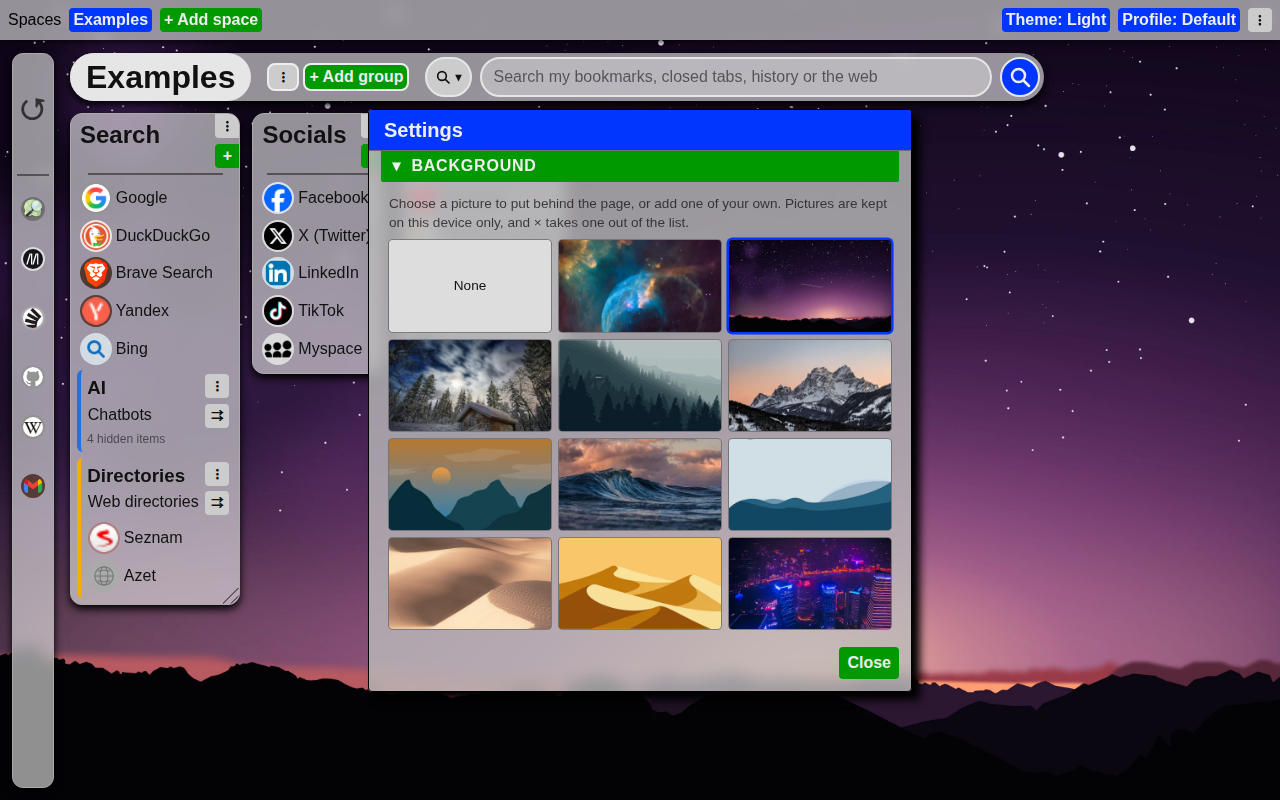 Spaces Examples + Add space Theme: Light Profile: Default
Examples + Add group Search my bookmarks, closed tabs, history or the web
Search
+
Google
DuckDuckGo
Brave Search
Yandex
Bing
AI
Chatbots
4 hidden items
Directories
Web directories
Seznam
Azet
Socials
Facebook
X (Twitter)
LinkedIn
TikTok
Myspace
Settings
▼ BACKGROUND
Choose a picture to put behind the page, or add one of your own. Pictures are kept
on this device only, and × takes one out of the list.
None
Close